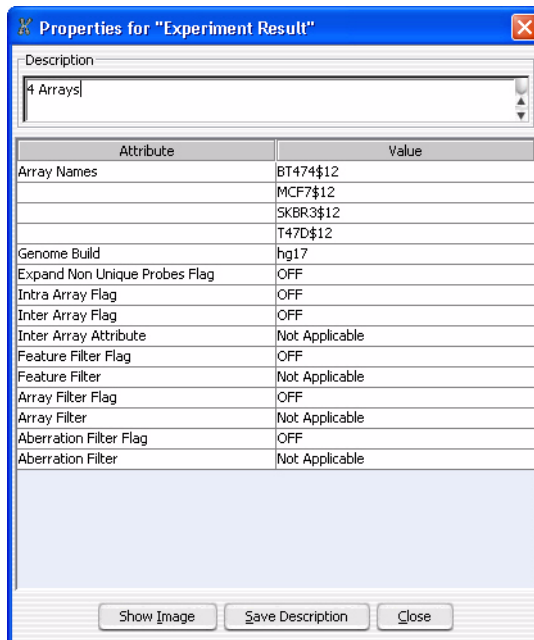 Properties for "Experiment Result"
Description
4 Arrays
Attribute Value
Array Names BT474$12
MCF7$12
SKBR3$12
T47D$12
Genome Build hg17
Expand Non Unique Probes Flag OFF
Intra Array Flag OFF
Inter Array Flag OFF
Inter Array Attribute Not Applicable
Feature Filter Flag OFF
Feature Filter Not Applicable
Array Filter Flag OFF
Array Filter Not Applicable
Aberration Filter Flag OFF
Aberration Filter Not Applicable
Show Image Save Description Close